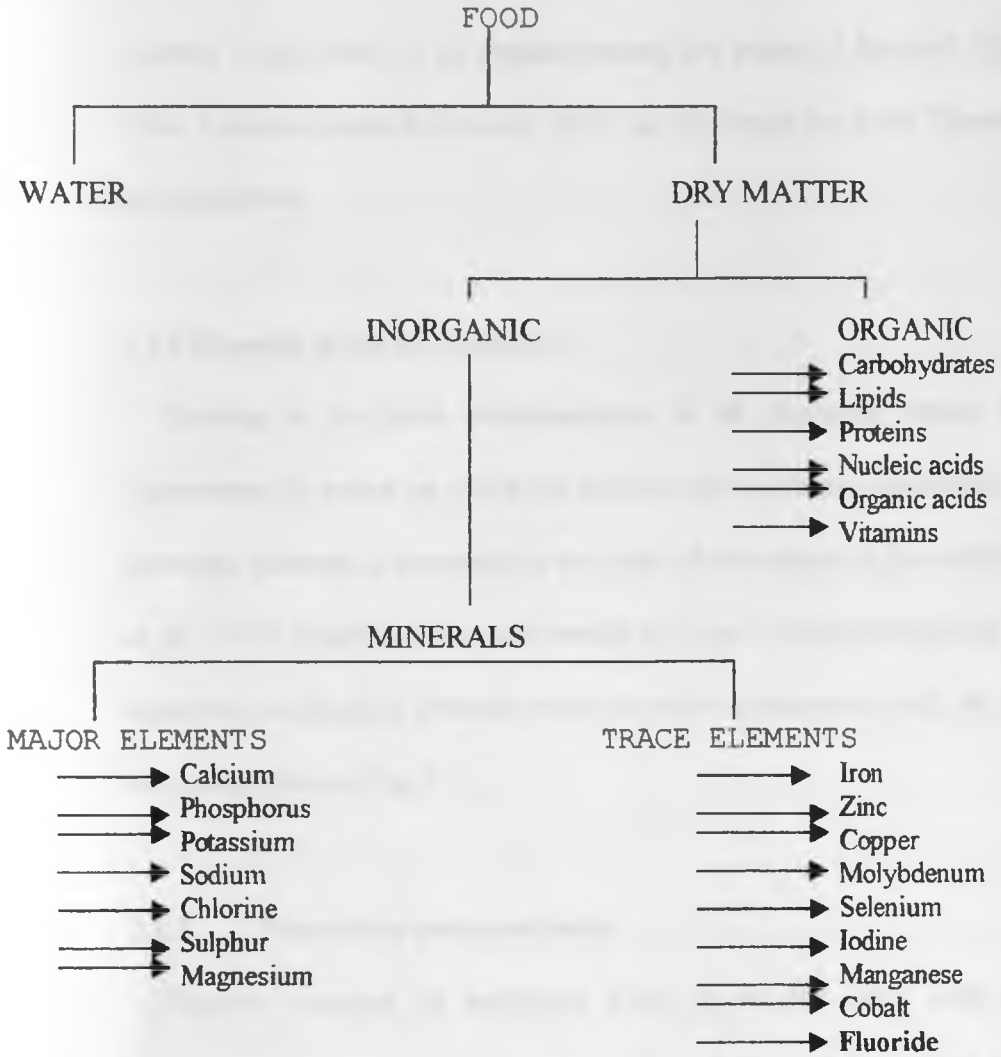 FOOD
WATER
DRY MATTER
INORGANIC
ORGANIC
Carbohydrates
Lipids
Proteins
Nucleic acids
Organic acids
Vitamins
MINERALS
MAJOR ELEMENTS
Calcium
Phosphorus
Potassium
Sodium
Chlorine
Sulphur
Magnesium
TRACE ELEMENTS
Iron
Zinc
Copper
Molybdenum
Selenium
Iodine
Manganese
Cobalt
Fluoride